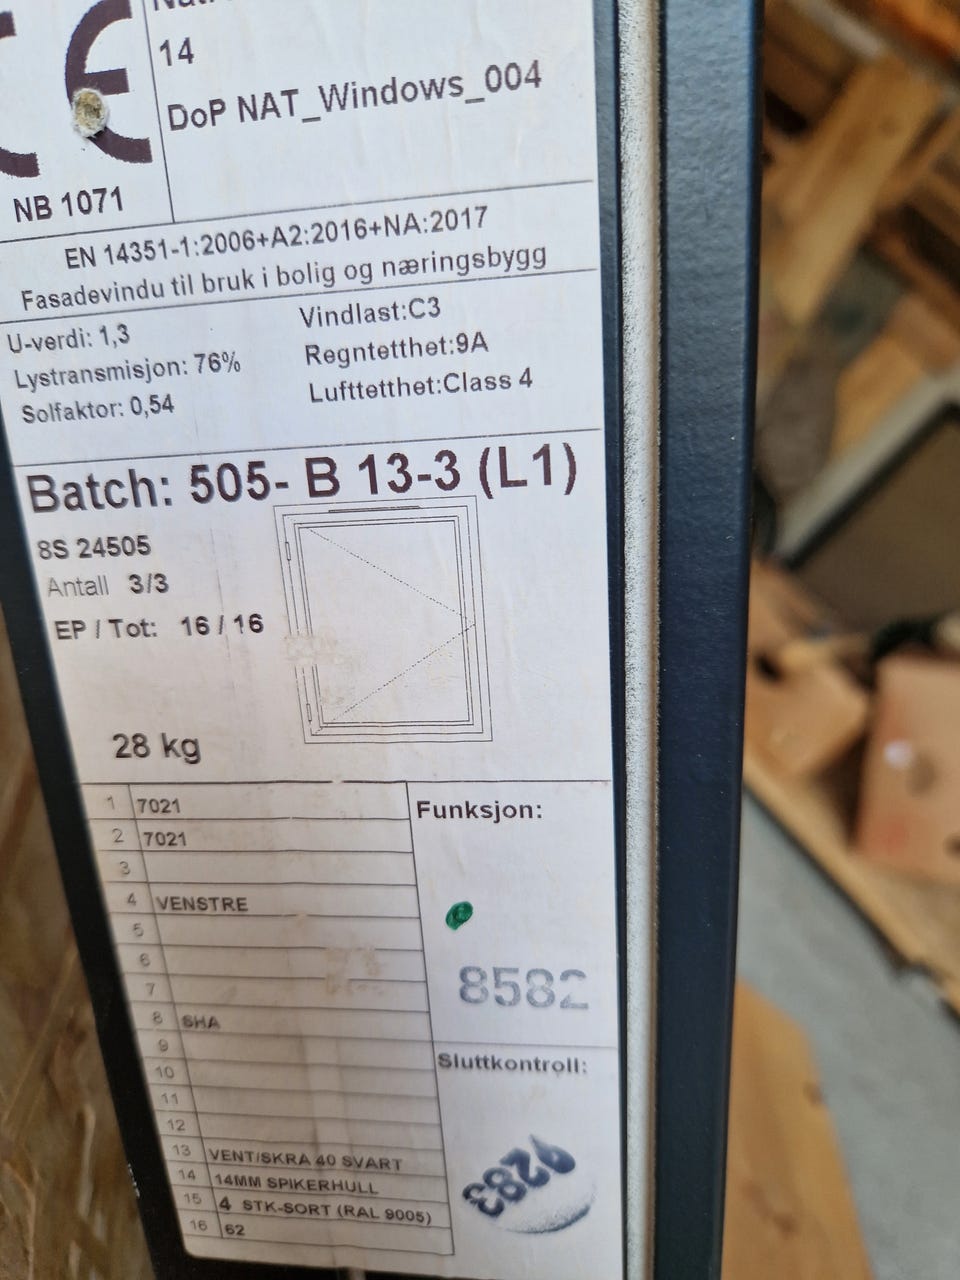 CE
14
DoP NAT_Windows_004
NB 1071
EN 14351-1:2006+A2:2016+NA:2017
Fasadevindu til bruk i bolig og næringsbygg
U-verdi: 1,3
Lystransmisjon: 76%
Solfaktor: 0,54
Vindlast:C3
Regntetthet:9A
Lufttetthet:Class 4
Batch: 505- B 13-3 (L1)
8S 24505
Antall 3/3
EP / Tot: 16 / 16
28 kg
1 7021
2 7021
3
4 VENSTRE
5
6
7
8 SHA
9
10
11
12
13 VENT/SKRA 40 SVART
14 14MM SPIKERHULL
15 4 STK-SORT (RAL 9005)
16 62
Funksjon:
8582
Sluttkontroll: